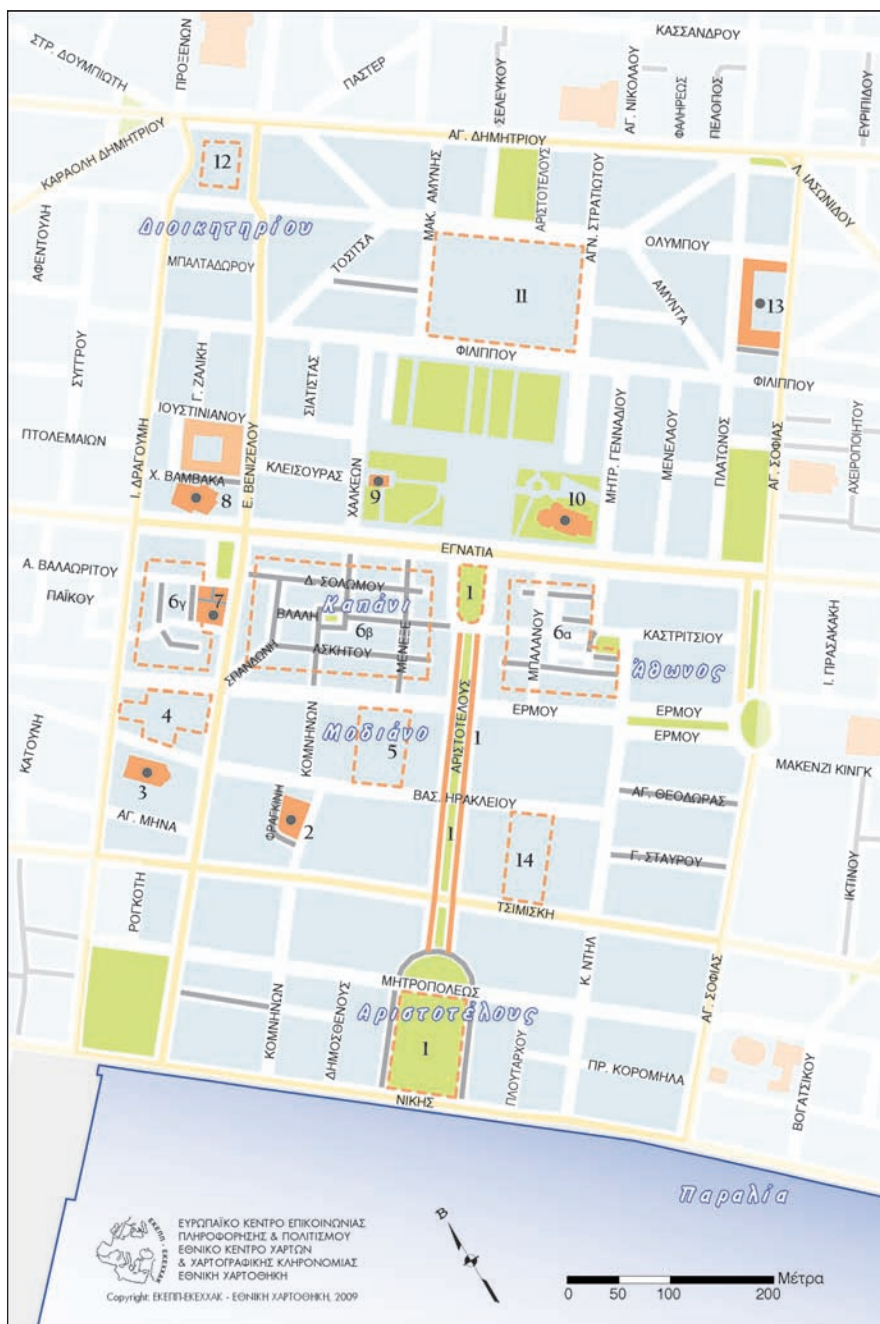 ΚΑΣΣΑΝΔΡΟΥ
ΣΤΡ. ΔΟΥΜΠΙΩΤΗ
ΠΡΟΞΕΝΩΝ
ΠΑΣΤΕΡ
ΣΕΛΕΥΚΟΥ
ΑΓ. ΝΙΚΟΛΑΟΥ
ΦΑΛΗΡΕΩΣ
ΠΕΛΟΠΟΣ
ΕΥΡΙΠΙΔΟΥ
ΑΓ. ΔΗΜΗΤΡΙΟΥ
ΚΑΡΑΟΛΗ ΔΗΜΗΤΡΙΟΥ
12
ΜΑΚ. ΑΜΥΝΗΣ
ΑΡΙΣΤΟΤΕΛΟΥΣ
ΑΓΝ. ΣΤΡΑΤΙΩΤΟΥ
Λ. ΙΑΣΩΝΙΔΟΥ
Διοικητηρίου
ΑΦΕΝΤΟΥΛΗ
ΜΠΑΛΤΑΔΩΡΟΥ
ΤΟΣΙΤΣΑ
ΟΛΥΜΠΟΥ
ΑΜΥΝΤΑ
11
13
ΣΥΓΓΡΟΥ
Γ. ΖΑΛΙΚΗ
ΣΙΑΤΙΣΤΑΣ
ΦΙΛΙΠΠΟΥ
ΦΙΛΙΠΠΟΥ
ΙΟΥΣΤΙΝΙΑΝΟΥ
ΠΤΟΛΕΜΑΙΩΝ
Ι. ΔΡΑΓΟΥΜΗ
Χ. ΒΑΜΒΑΚΑ
Ε. ΒΕΝΙΖΕΛΟΥ
ΚΛΕΙΣΟΥΡΑΣ
ΧΑΛΚΕΩΝ
ΜΗΤΡ. ΓΕΝΝΑΔΙΟΥ
ΜΕΝΕΛΑΟΥ
ΠΛΑΤΩΝΟΣ
ΑΓ. ΣΟΦΙΑΣ
ΑΧΕΙΡΟΠΟΙΗΤΟΥ
8
9
10
ΕΓΝΑΤΙΑ
Α. ΒΑΛΑΩΡΙΤΟΥ
ΠΑΪΚΟΥ
6γ
7
Δ. ΣΟΛΩΜΟΥ
Καπάνι
ΒΛΑΛΗ
6β
ΑΣΚΗΤΟΥ
ΜΕΝΕΞΕ
ΣΠΑΝΔΩΝΗ
1
6α
ΜΠΑΛΑΝΟΥ
ΚΑΣΤΡΙΤΣΙΟΥ
Άθωνος
Ι. ΠΡΑΣΑΚΑΚΗ
ΕΡΜΟΥ
ΕΡΜΟΥ
ΕΡΜΟΥ
4
ΚΑΤΟΥΝΗ
ΚΟΜΝΗΝΩΝ
Μοδιάνο
5
ΑΡΙΣΤΟΤΕΛΟΥΣ
1
ΜΑΚΕΝΖΙ ΚΙΝΓΚ
3
ΒΑΣ. ΗΡΑΚΛΕΙΟΥ
ΑΓ. ΘΕΟΔΩΡΑΣ
ΑΓ. ΜΗΝΑ
ΦΡΑΓΚΙΝΗ
2
1
14
Γ. ΣΤΑΥΡΟΥ
ΙΚΤΙΝΟΥ
ΡΟΓΚΟΤΗ
ΤΣΙΜΙΣΚΗ
ΜΗΤΡΟΠΟΛΕΩΣ
Κ. ΝΤΗΛ
ΑΓ. ΣΟΦΙΑΣ
ΚΟΜΝΗΝΩΝ
ΔΗΜΟΣΘΕΝΟΥΣ
Αριστοτέλους
1
ΠΛΟΥΤΑΡΧΟΥ
ΠΡ. ΚΟΡΟΜΗΛΑ
ΒΟΓΑΤΣΙΚΟΥ
ΝΙΚΗΣ
Παραλία
ΕΚΕΠΠ - ΕΚΕΧΧΑΚ
ΕΥΡΩΠΑΪΚΟ ΚΕΝΤΡΟ ΕΠΙΚΟΙΝΩΝΙΑΣ
ΠΛΗΡΟΦΟΡΗΣΗΣ & ΠΟΛΙΤΙΣΜΟΥ
ΕΘΝΙΚΟ ΚΕΝΤΡΟ ΧΑΡΤΩΝ
& ΧΑΡΤΟΓΡΑΦΙΚΗΣ ΚΛΗΡΟΝΟΜΙΑΣ
ΕΘΝΙΚΗ ΧΑΡΤΟΘΗΚΗ
Copyright: ΕΚΕΠΠ-ΕΚΕΧΧΑΚ - ΕΘΝΙΚΗ ΧΑΡΤΟΘΗΚΗ, 2009
Β
Μέτρα
0 50 100 200